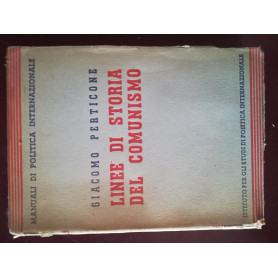 MANUALI DI POLITICA INTERNAZIONALE
GIACOMO PERTICONE
LINEE DI STORIA
DEL COMUNISMO
ISTITUTO PER GLI STUDI DI POLITICA INTERNAZIONALE